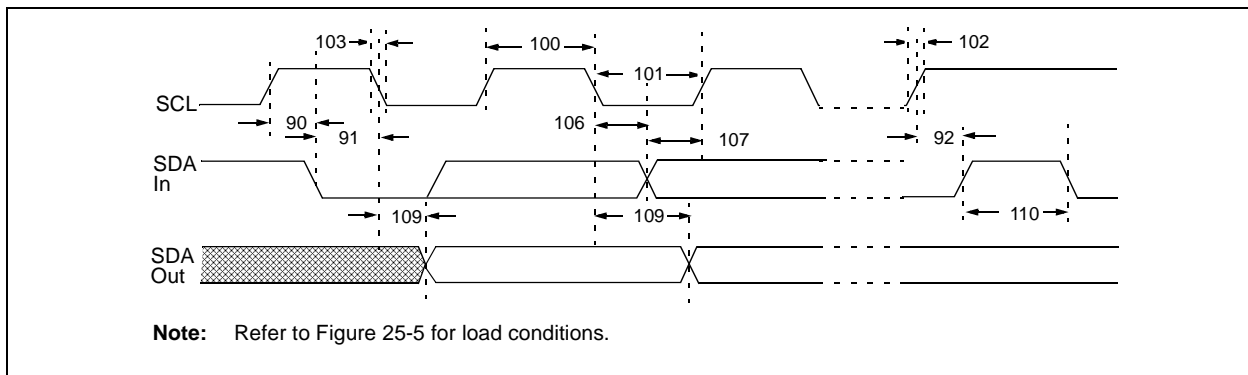 103
100
102
101
SCL
90
91
106
107
92
SDA
In
109
109
110
SDA
Out
Note: Refer to Figure 25-5 for load conditions.